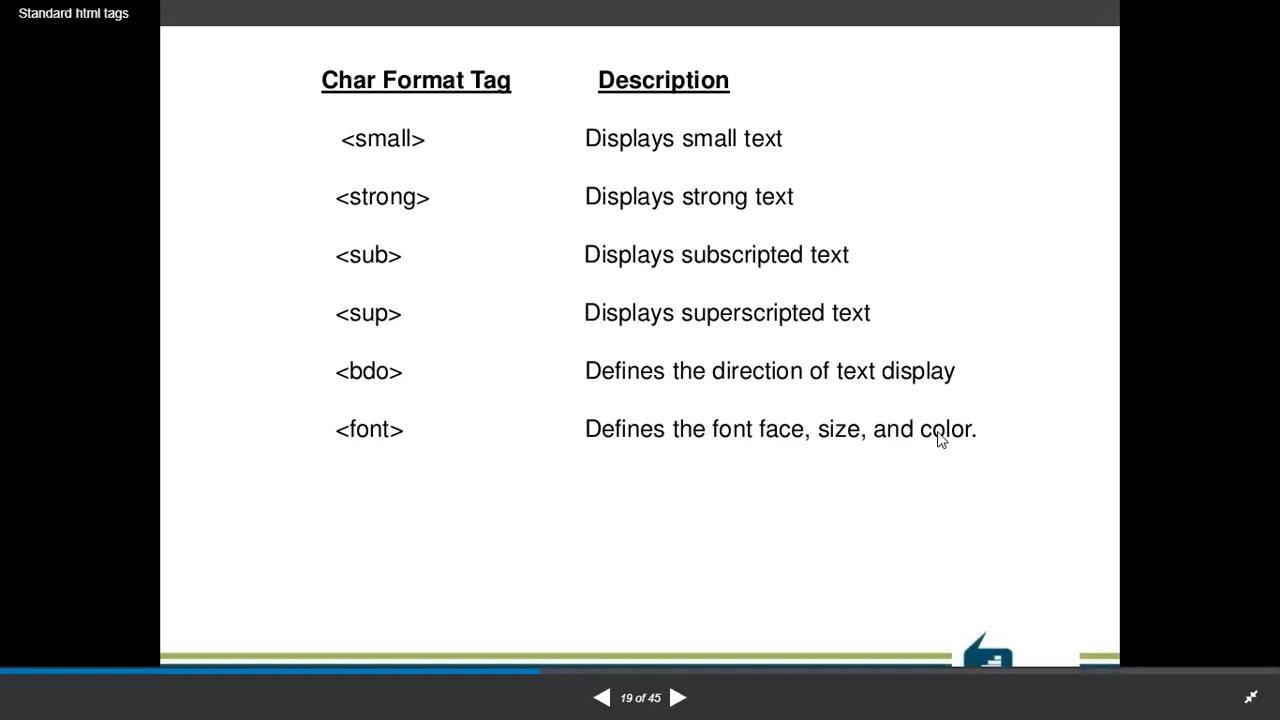 Standard html tags
Char Format Tag Description
<small> Displays small text
<strong> Displays strong text
<sub> Displays subscripted text
<sup> Displays superscripted text
<bdo> Defines the direction of text display
<font> Defines the font face, size, and color.
19 of 45